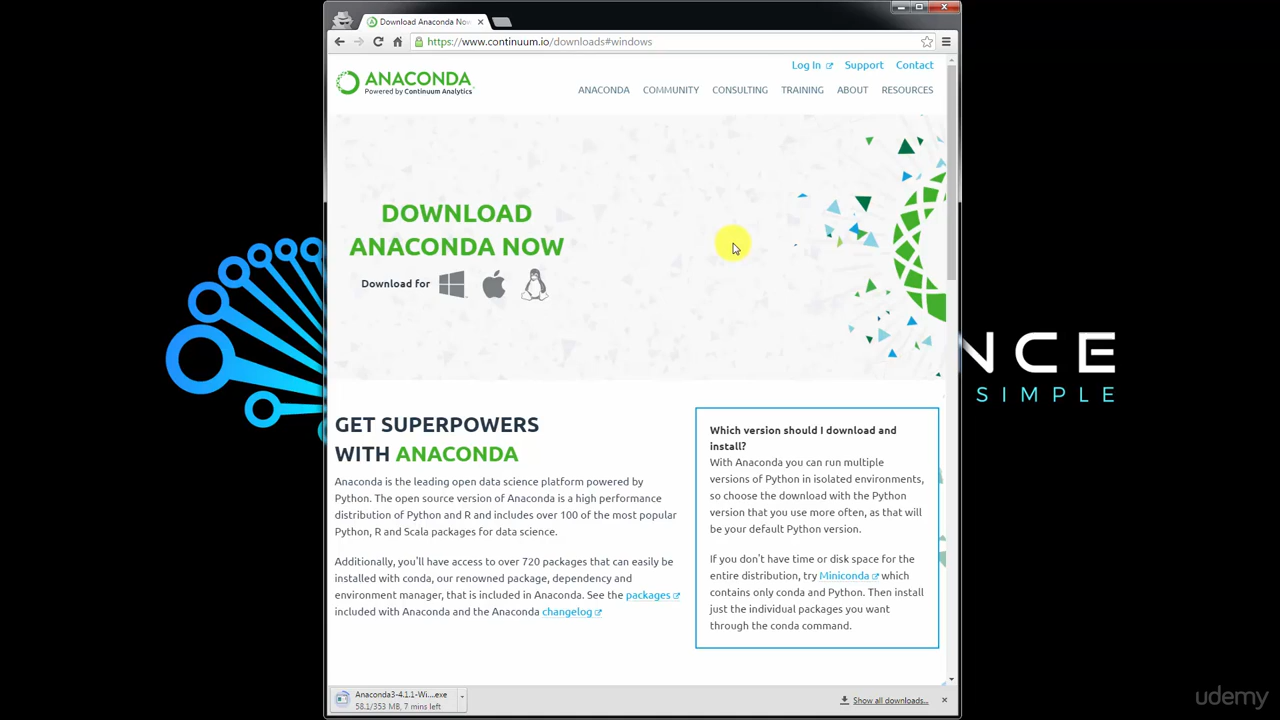 Download Anaconda Now
https://www.continuum.io/downloads#windows
Log In Support Contact
ANACONDA
Powered by Continuum Analytics
ANACONDA COMMUNITY CONSULTING TRAINING ABOUT RESOURCES
DOWNLOAD
ANACONDA NOW
Download for
NCE
SIMPLE
GET SUPERPOWERS
WITH ANACONDA
Anaconda is the leading open data science platform powered by
Python. The open source version of Anaconda is a high performance
distribution of Python and R and includes over 100 of the most popular
Python, R and Scala packages for data science.
Additionally, you'll have access to over 720 packages that can easily be
installed with conda, our renowned package, dependency and
environment manager, that is included in Anaconda. See the packages
included with Anaconda and the Anaconda changelog
Which version should I download and
install?
With Anaconda you can run multiple
versions of Python in isolated environments,
so choose the download with the Python
version that you use more often, as that will
be your default Python version.
If you don't have time or disk space for the
entire distribution, try Miniconda which
contains only conda and Python. Then install
just the individual packages you want
through the conda command.
Anaconda3-4.1.1-Wi....exe
58.1/353 MB, 7 mins left
Show all downloads...
udemy